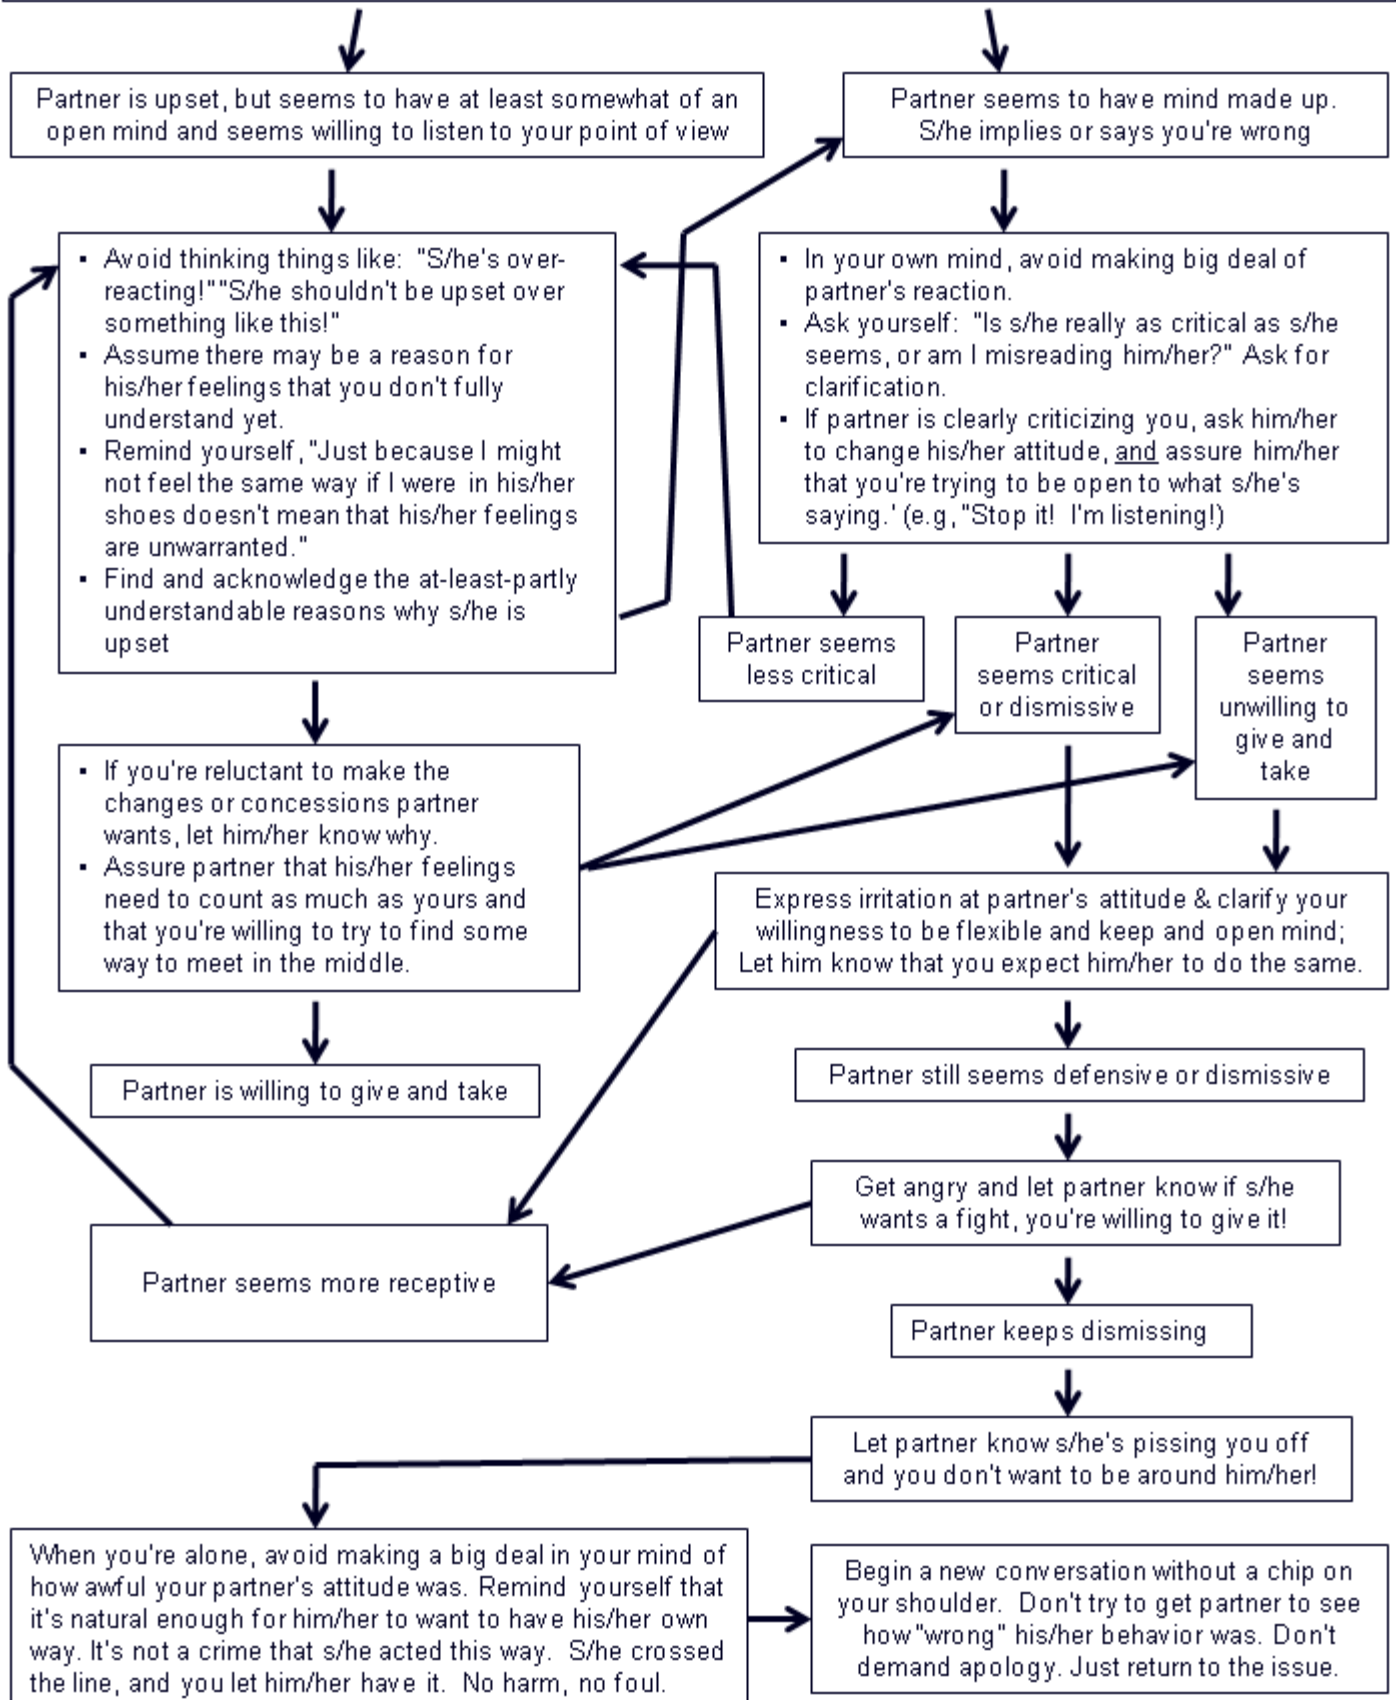 Partner is upset, but seems to have at least somewhat of an
open mind and seems willing to listen to your point of view
Partner seems to have mind made up.
S/he implies or says you're wrong
▪ Avoid thinking things like: "S/he's over-
reacting!""S/he shouldn't be upset over
something like this!"
▪ Assume there may be a reason for
his/her feelings that you don't fully
understand yet.
▪ Remind yourself, "Just because I might
not feel the same way if I were in his/her
shoes doesn't mean that his/her feelings
are unwarranted."
▪ Find and acknowledge the at-least-partly
understandable reasons why s/he is
upset
▪ In your own mind, avoid making big deal of
partner's reaction.
▪ Ask yourself: "Is s/he really as critical as s/he
seems, or am I misreading him/her?" Ask for
clarification.
▪ If partner is clearly criticizing you, ask him/her
to change his/her attitude, and assure him/her
that you're trying to be open to what s/he's
saying.' (e.g, "Stop it! I'm listening!)
Partner seems
less critical
Partner
seems critical
or dismissive
Partner
seems
unwilling to
give and
take
▪ If you're reluctant to make the
changes or concessions partner
wants, let him/her know why.
▪ Assure partner that his/her feelings
need to count as much as yours and
that you're willing to try to find some
way to meet in the middle.
Express irritation at partner's attitude & clarify your
willingness to be flexible and keep and open mind;
Let him know that you expect him/her to do the same.
Partner is willing to give and take
Partner still seems defensive or dismissive
Get angry and let partner know if s/he
wants a fight, you're willing to give it!
Partner seems more receptive
Partner keeps dismissing
Let partner know s/he's pissing you off
and you don't want to be around him/her!
When you're alone, avoid making a big deal in your mind of
how awful your partner's attitude was. Remind yourself that
it's natural enough for him/her to want to have his/her own
way. It's not a crime that s/he acted this way. S/he crossed
the line, and you let him/her have it. No harm, no foul.
Begin a new conversation without a chip on
your shoulder. Don't try to get partner to see
how "wrong" his/her behavior was. Don't
demand apology. Just return to the issue.